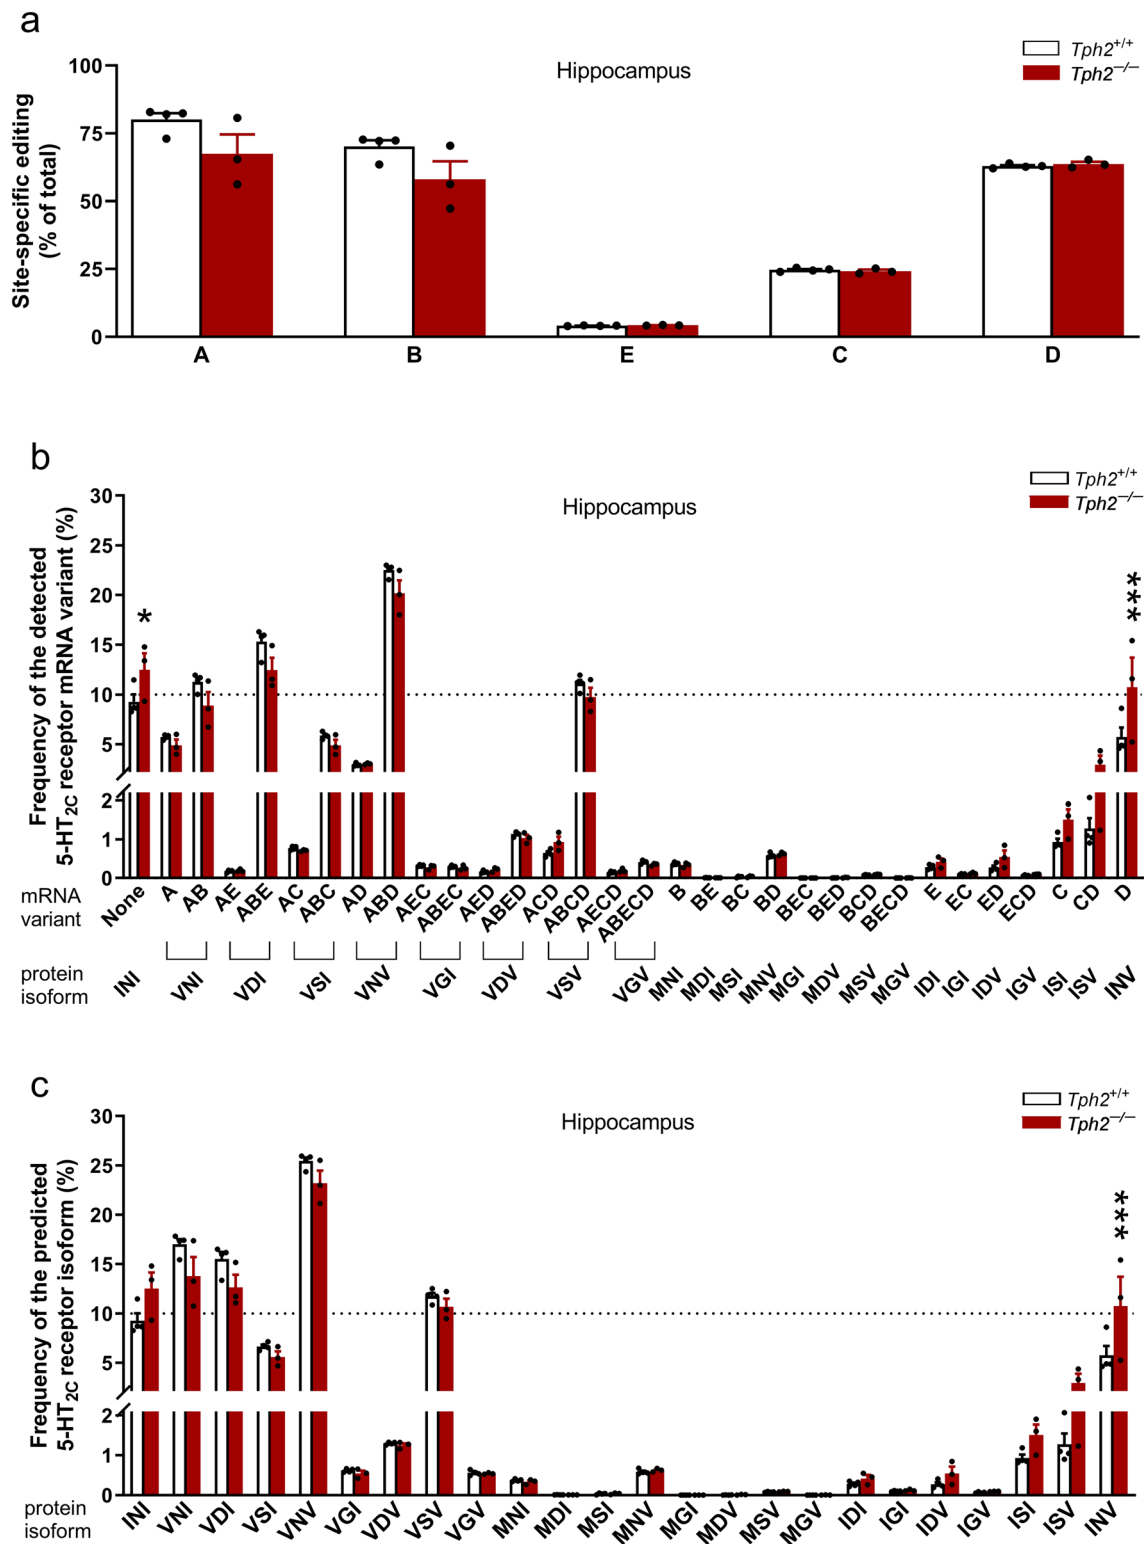 a
Hippocampus
Tph2+/+
Tph2−/−
Site-specific editing
(% of total)
100
75
50
25
0
A B E C D
b
Hippocampus
Tph2+/+
Tph2−/−
Frequency of the detected
5-HT2C receptor mRNA variant (%)
30
25
20
15
10
5
2
1
0
*
***
mRNA
variant
None A AB AE ABE AC ABC AD ABD AEC ABEC AED ABED ACD ABCD AECD ABECD B BE BC BD BEC BED BCD BECD E EC ED ECD C CD D
protein
isoform
INI VNI VDI VSI VNV VGI VDV VSV VGV MNI MDI MSI MNV MGI MDV MSV MGV IDI IGI IDV IGV ISI ISV INV
c
Hippocampus
Tph2+/+
Tph2−/−
Frequency of the predicted
5-HT2C receptor isoform (%)
30
25
20
15
10
5
2
1
0
***
protein
isoform
INI VNI VDI VSI VNV VGI VDV VSV VGV MNI MDI MSI MNV MGI MDV MSV MGV IDI IGI IDV IGV ISI ISV INV